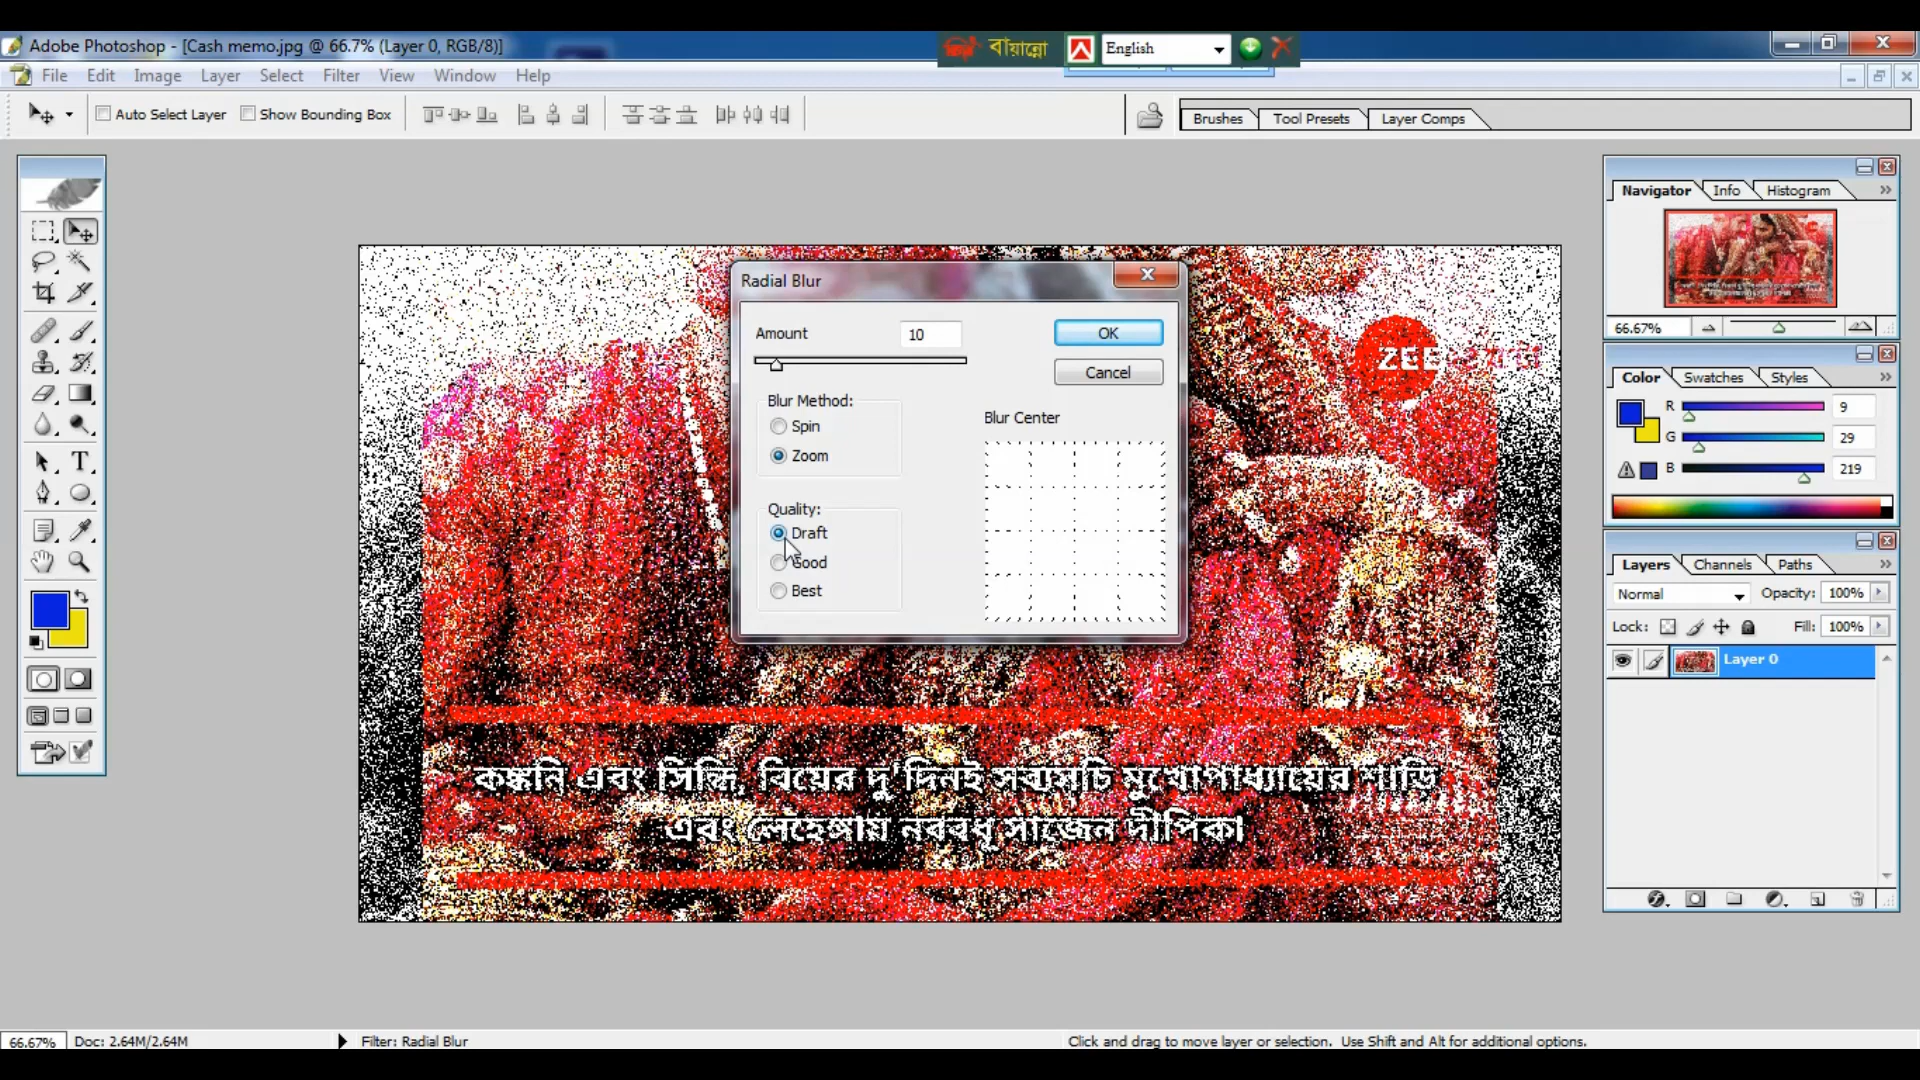 Adobe Photoshop - [Cash memo.jpg @ 66.7% (Layer 0, RGB/8)]
বায়ান্নো
English
File Edit Image Layer Select Filter View Window Help
Auto Select Layer Show Bounding Box
Brushes Tool Presets Layer Comps
Navigator Info Histogram
66.67%
Color Swatches Styles
R 9
G 29
B 219
Layers Channels Paths
Normal Opacity: 100%
Lock: Fill: 100%
Layer 0
Radial Blur
Amount 10
OK
Cancel
Blur Method:
Spin
Zoom
Blur Center
Quality:
Draft
Good
Best
T
ZEE
কঙ্কনি এবং সিন্ধি, বিয়ের দু'দিনই সব্যসাচী মুখোপাধ্যায়ের শাড়ি
এবং লেহেঙ্গায় নববধূ সাজেন দীপিকা
66.67% Doc: 2.64M/2.64M Filter: Radial Blur Click and drag to move layer or selection. Use Shift and Alt for additional options.